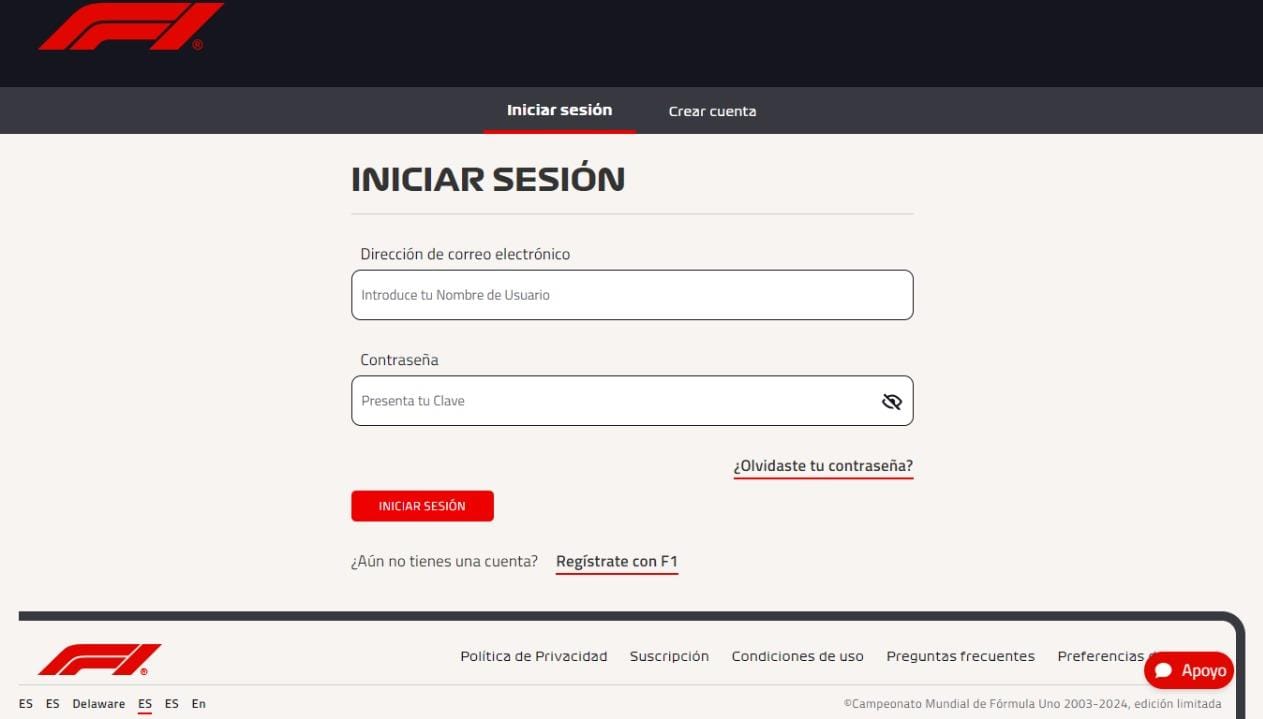 F1®
Iniciar sesión Crear cuenta
INICIAR SESIÓN
Dirección de correo electrónico
Introduce tu Nombre de Usuario
Contraseña
Presenta tu Clave
¿Olvidaste tu contraseña?
INICIAR SESIÓN
¿Aún no tienes una cuenta? Regístrate con F1
F1®
Política de Privacidad Suscripción Condiciones de uso Preguntas frecuentes Preferencias
Apoyo
ES ES Delaware ES ES En
©Campeonato Mundial de Fórmula Uno 2003-2024, edición limitada